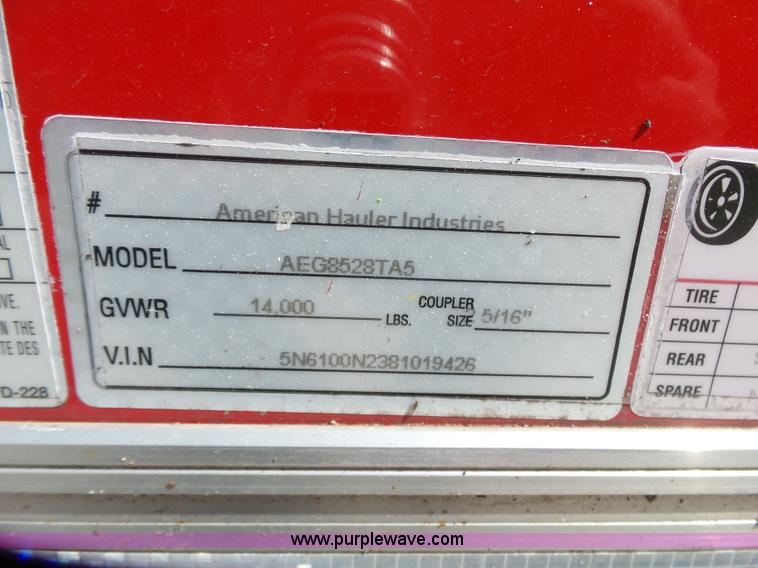 # American Hauler Industries
MODEL AEG8528TA5
GVWR 14,000 LBS. COUPLER SIZE 5/16"
V.I.N 5N6100N2381019426
AL
VE.
N THE
TE DES
D-228
TIRE
FRONT
REAR
SPARE
www.purplewave.com